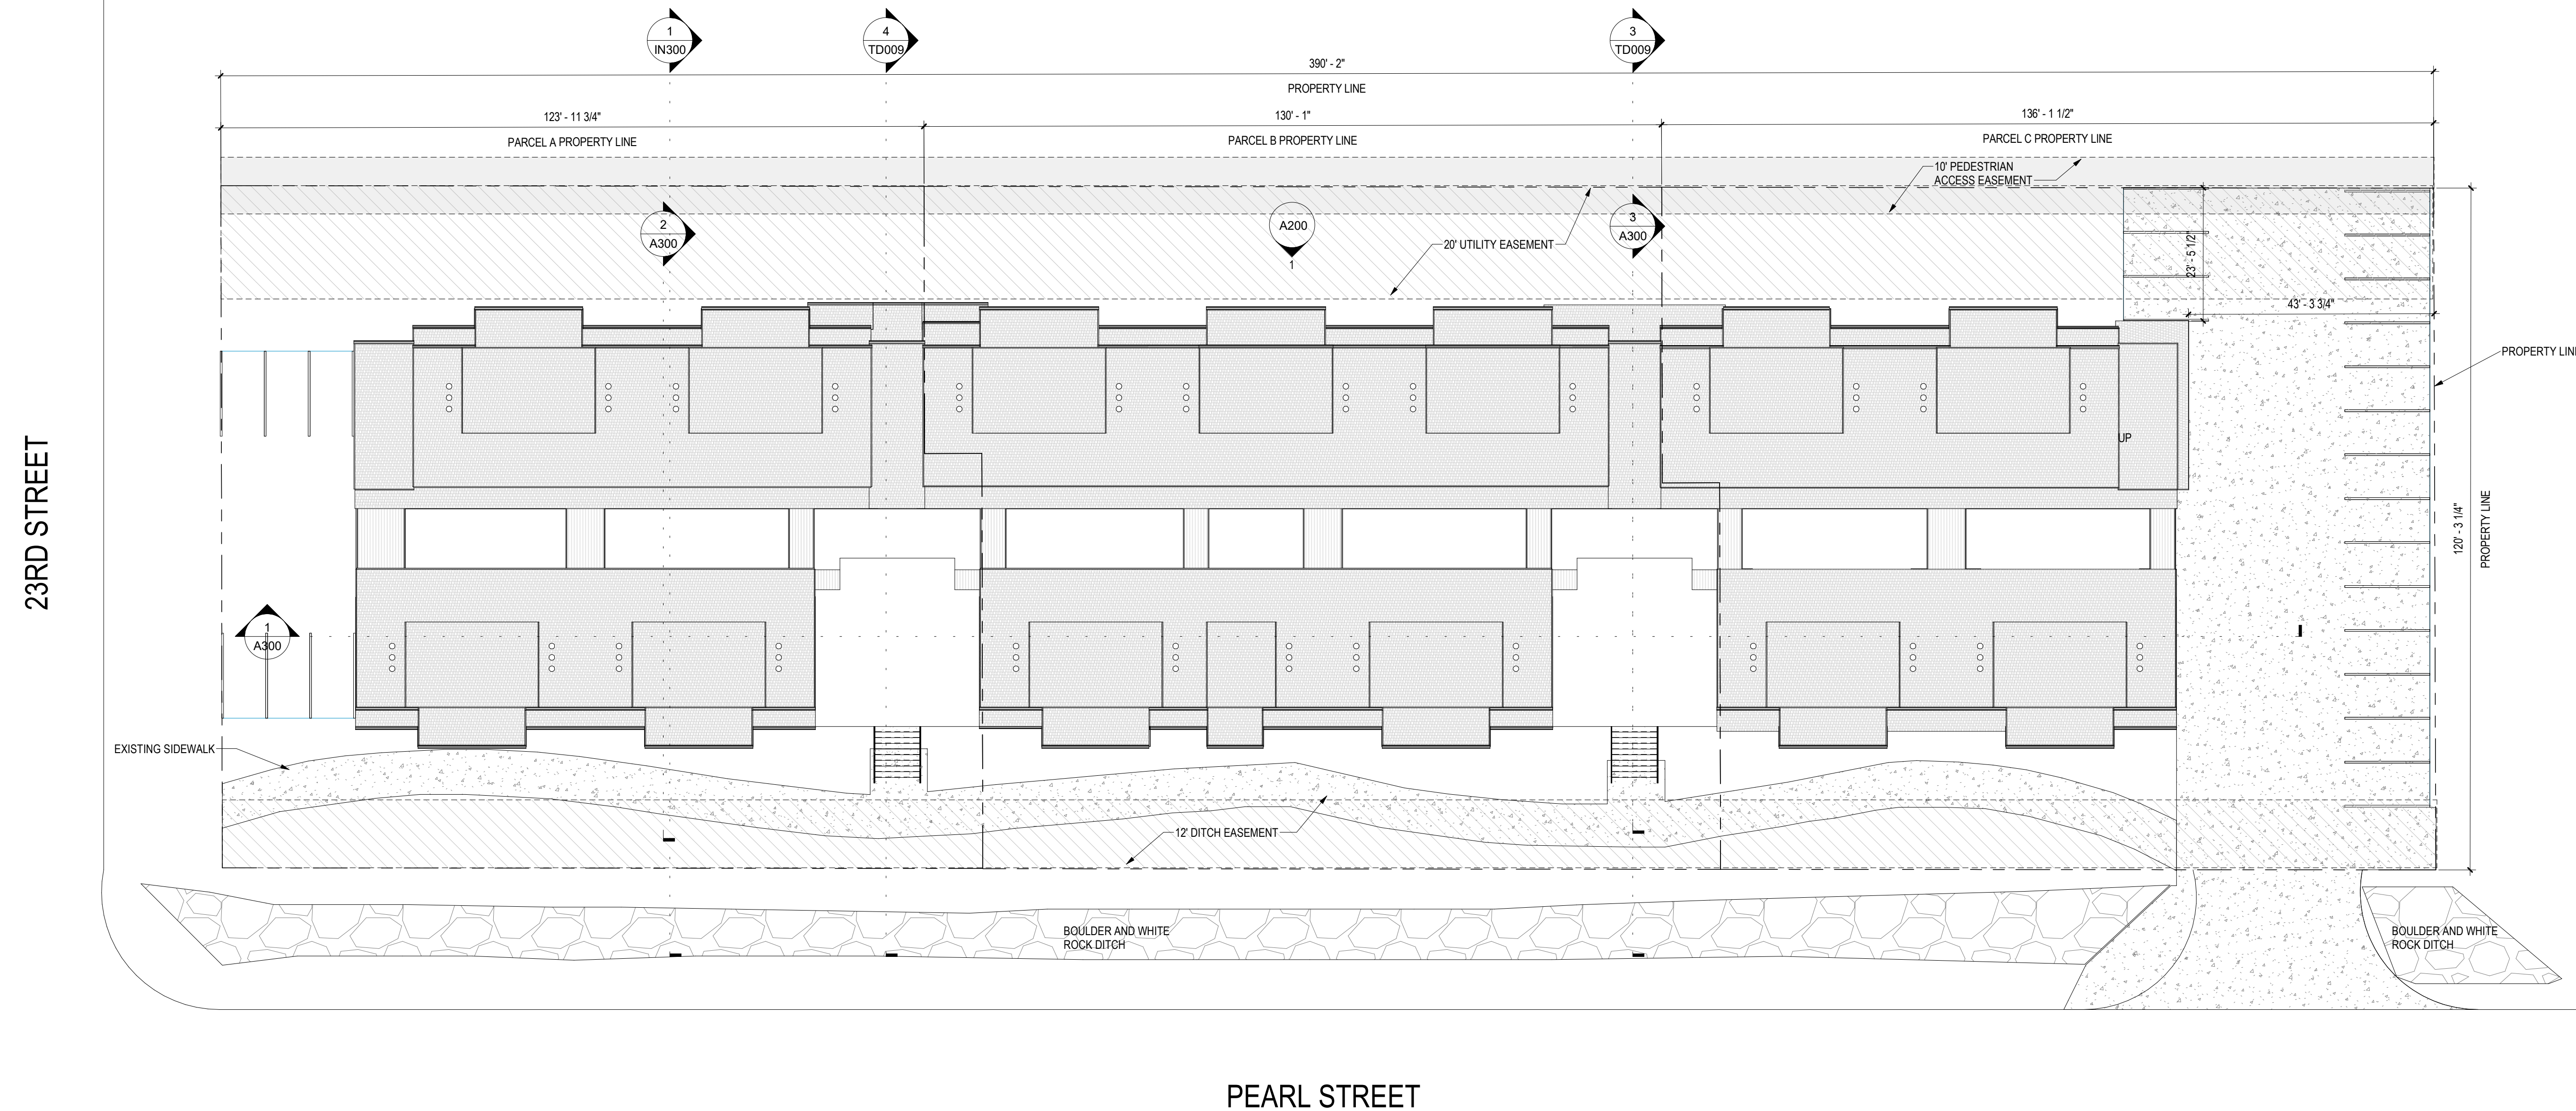 1
IN300
4
TD009
3
TD009
390' - 2"
PROPERTY LINE
123' - 11 3/4"
130' - 1"
136' - 1 1/2"
PARCEL A PROPERTY LINE
PARCEL B PROPERTY LINE
PARCEL C PROPERTY LINE
10' PEDESTRIAN
ACCESS EASEMENT
2
A300
A200
1
3
A300
20' UTILITY EASEMENT
23' - 5 1/2"
43' - 3 3/4"
PROPERTY LIN
UP
23RD STREET
120' - 3 1/4"
PROPERTY LINE
1
A300
EXISTING SIDEWALK
12' DITCH EASEMENT
BOULDER AND WHITE
ROCK DITCH
BOULDER AND WHITE
ROCK DITCH
PEARL STREET